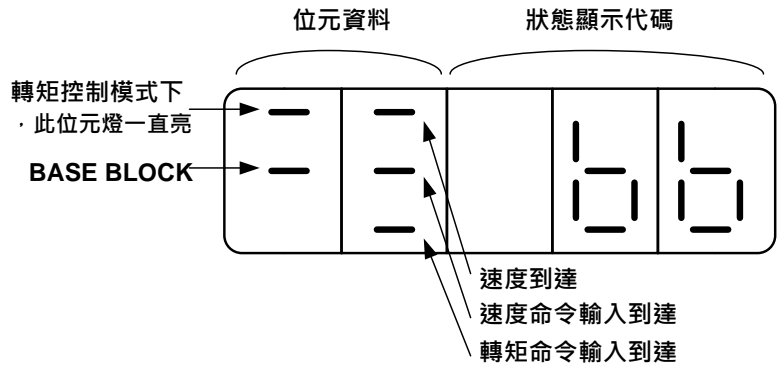 位元資料
狀態顯示代碼
轉矩控制模式下
，此位元燈一直亮
BASE BLOCK
bb
速度到達
速度命令輸入到達
轉矩命令輸入到達